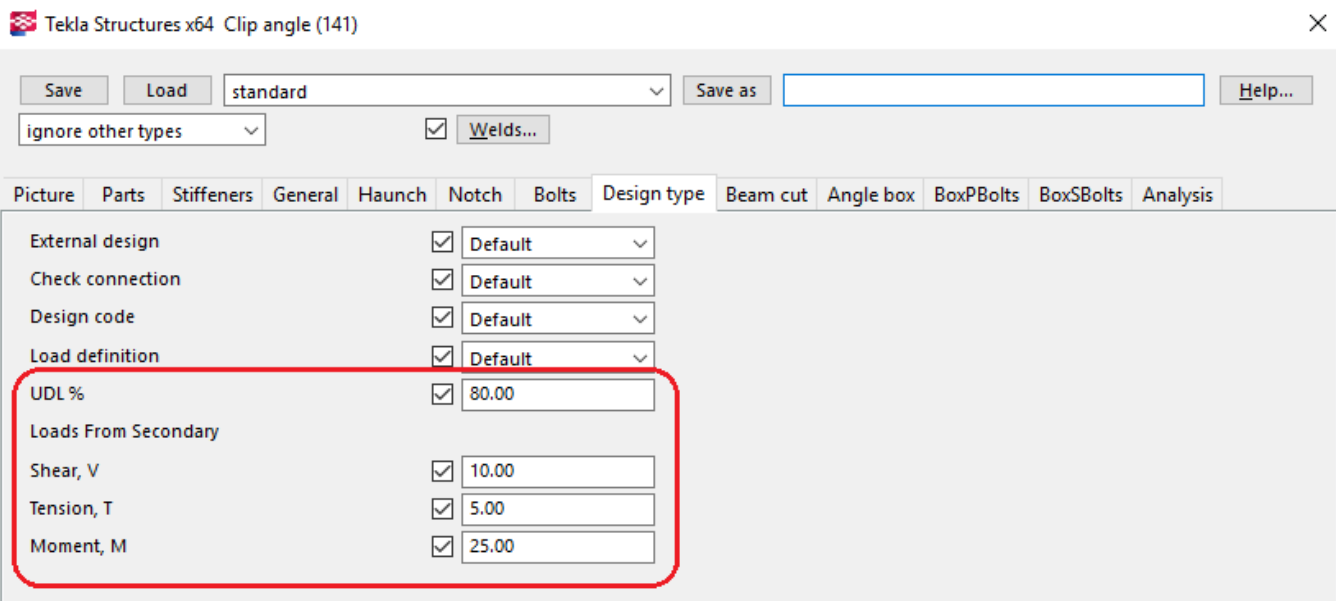 Tekla Structures x64 Clip angle (141)
Save Load standard Save as Help...
ignore other types Welds...
Picture Parts Stiffeners General Haunch Notch Bolts Design type Beam cut Angle box BoxPBolts BoxSBolts Analysis
External design Default
Check connection Default
Design code Default
Load definition Default
UDL % 80.00
Loads From Secondary
Shear, V 10.00
Tension, T 5.00
Moment, M 25.00